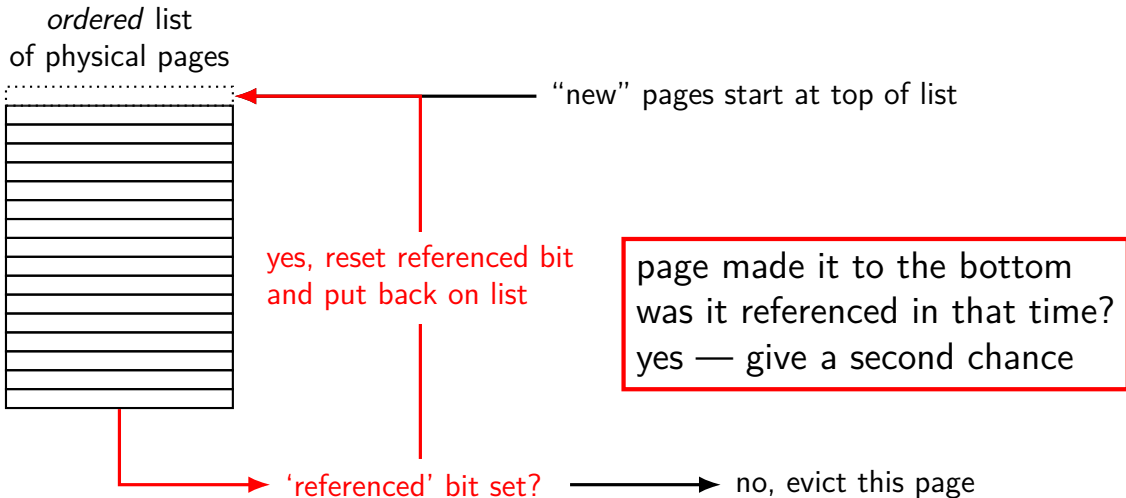 ordered list
of physical pages
“new” pages start at top of list
yes, reset referenced bit
and put back on list
page made it to the bottom
was it referenced in that time?
yes — give a second chance
‘referenced’ bit set?
no, evict this page